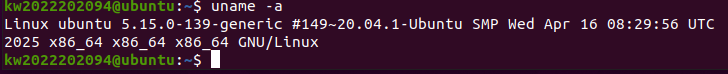 kw2022202094@ubuntu:~$ uname -a
Linux ubuntu 5.15.0-139-generic #149~20.04.1-Ubuntu SMP Wed Apr 16 08:29:56 UTC
2025 x86_64 x86_64 x86_64 GNU/Linux
kw2022202094@ubuntu:~$